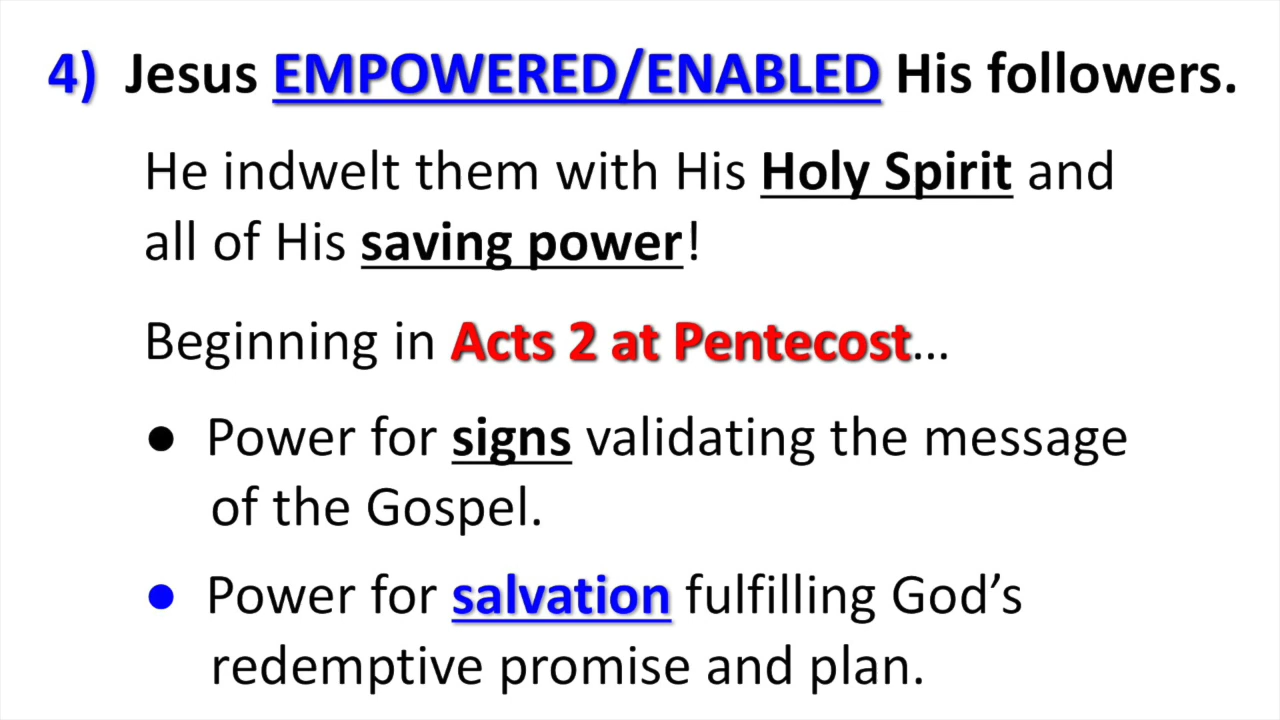 4) Jesus EMPOWERED/ENABLED His followers.
He indwelt them with His Holy Spirit and
all of His saving power!
Beginning in Acts 2 at Pentecost...
● Power for signs validating the message
of the Gospel.
● Power for salvation fulfilling God’s
redemptive promise and plan.